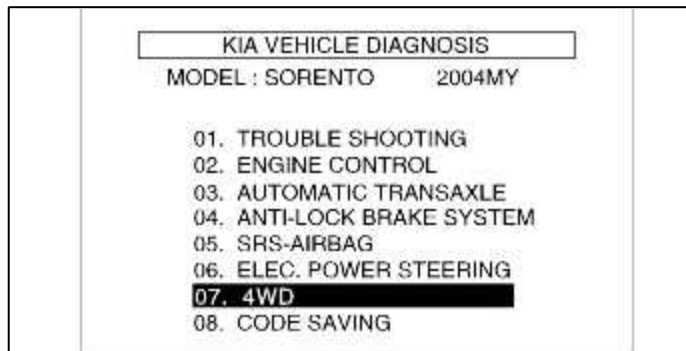 KIA VEHICLE DIAGNOSIS
MODEL : SORENTO 2004MY
01. TROUBLE SHOOTING
02. ENGINE CONTROL
03. AUTOMATIC TRANSAXLE
04. ANTI-LOCK BRAKE SYSTEM
05. SRS-AIRBAG
06. ELEC. POWER STEERING
07. 4WD
08. CODE SAVING